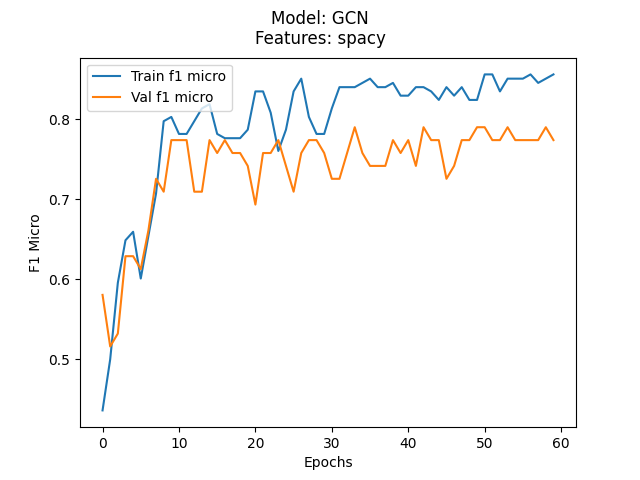 Model: GCN
Features: spacy
Train f1 micro
Val f1 micro
0.8
0.7
0.6
0.5
F1 Micro
0 10 20 30 40 50 60
Epochs